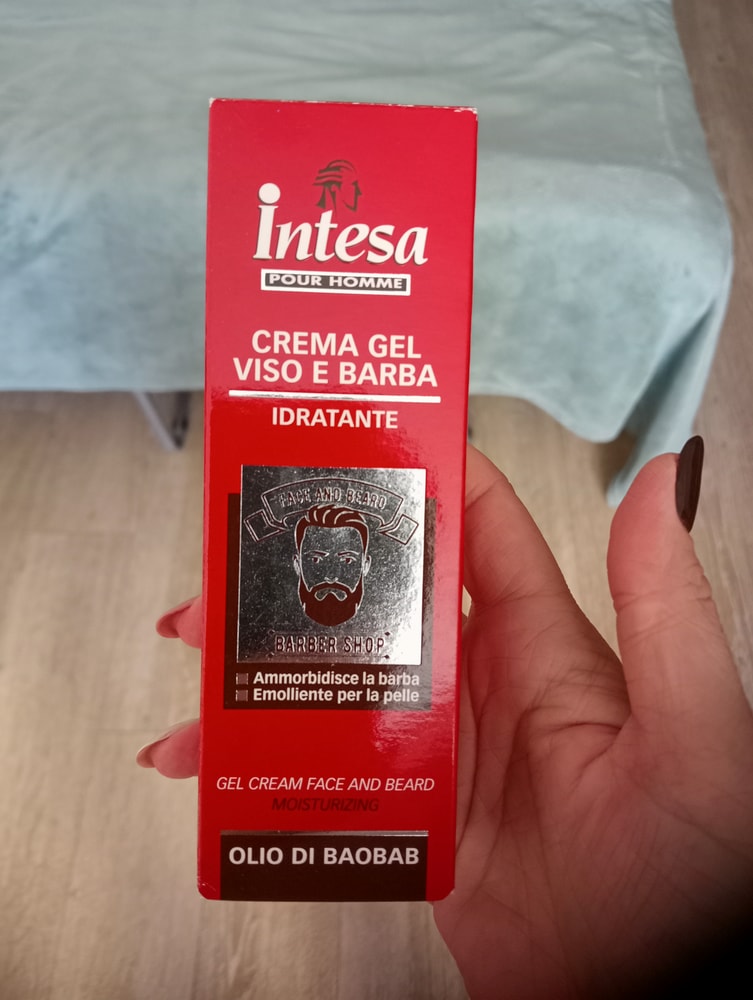 intesa
POUR HOMME
CREMA GEL
VISO E BARBA
IDRATANTE
FACE AND BEARD
BARBER SHOP
Ammorbidisce la barba
Emolliente per la pelle
GEL CREAM FACE AND BEARD
MOISTURIZING
OLIO DI BAOBAB